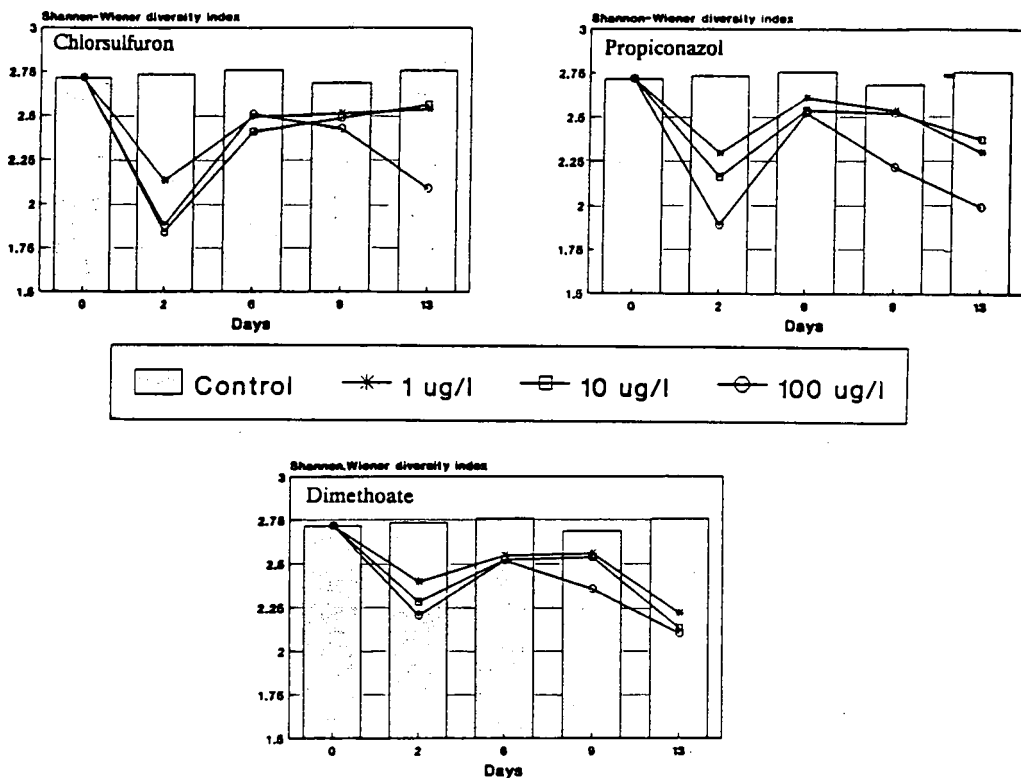 Shannon-Wiener diversity index
Chlorsulfuron
3
2.75
2.5
2.25
2
1.75
1.5
0 2 6 9 13
Days
Shannon-Wiener diversity index
Propiconazol
3
2.75
2.5
2.25
2
1.75
1.5
0 2 6 9 13
Days
Control 1 ug/l 10 ug/l 100 ug/l
Shannon.Wiener diversity index
Dimethoate
3
2.75
2.5
2.25
2
1.75
1.5
0 2 6 9 13
Days